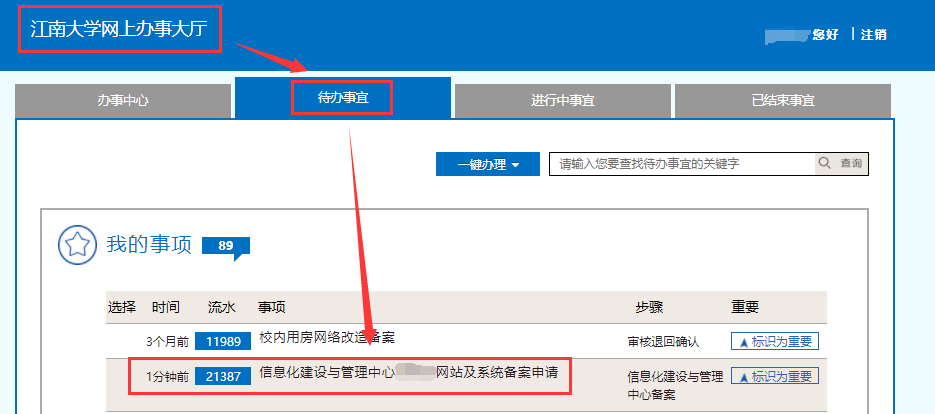 江南大学网上办事大厅
您好 | 注销
办事中心 待办事宜 进行中事宜 已结束事宜
一键办理 请输入您要查找待办事宜的关键字 查询
我的事项 89
选择 时间 流水 事项 步骤 重要
3个月前 11989 校内用房网络改造备案 审核退回确认 标识为重要
1分钟前 21387 信息化建设与管理中心 网站及系统备案申请 信息化建设与管理 标识为重要
中心备案